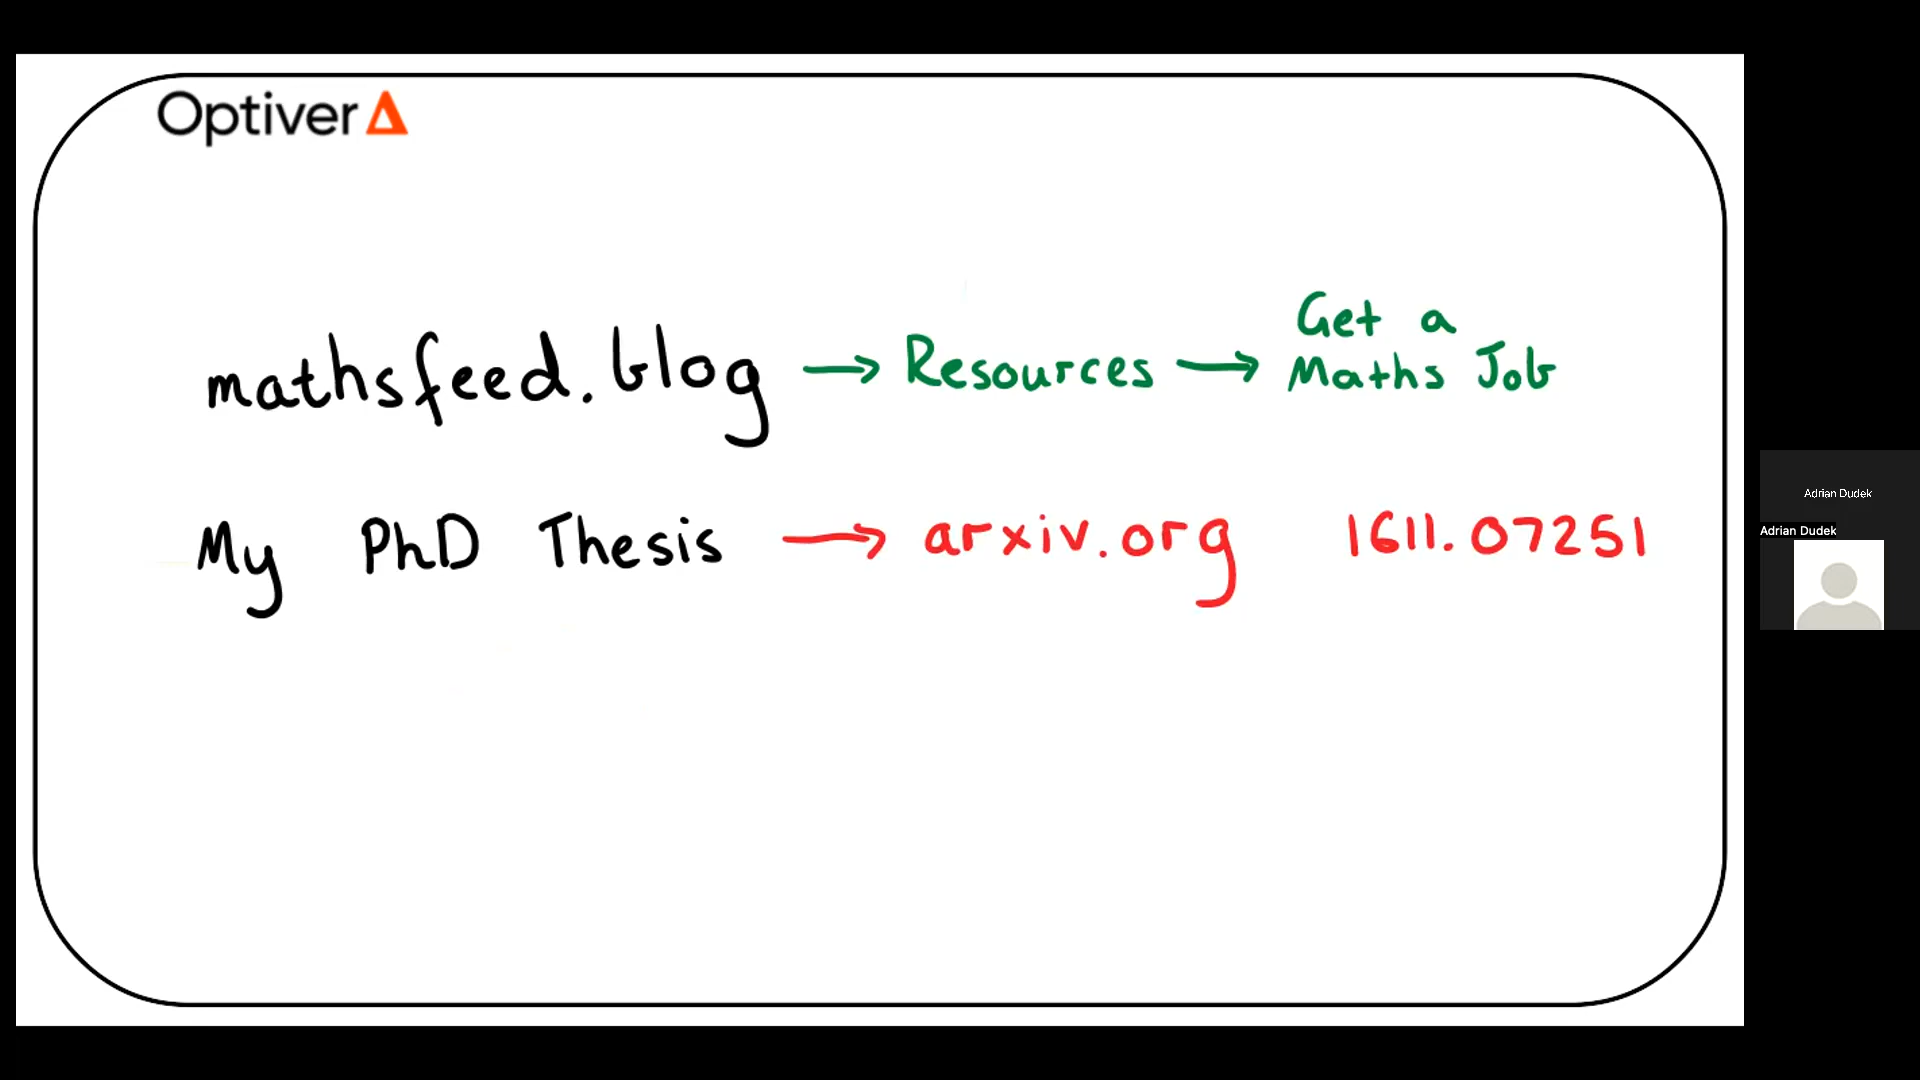 Optiver
mathsfeed.blog → Resources → Get a Maths Job
My PhD Thesis → arxiv.org 1611.07251
Adrian Dudek
Adrian Dudek